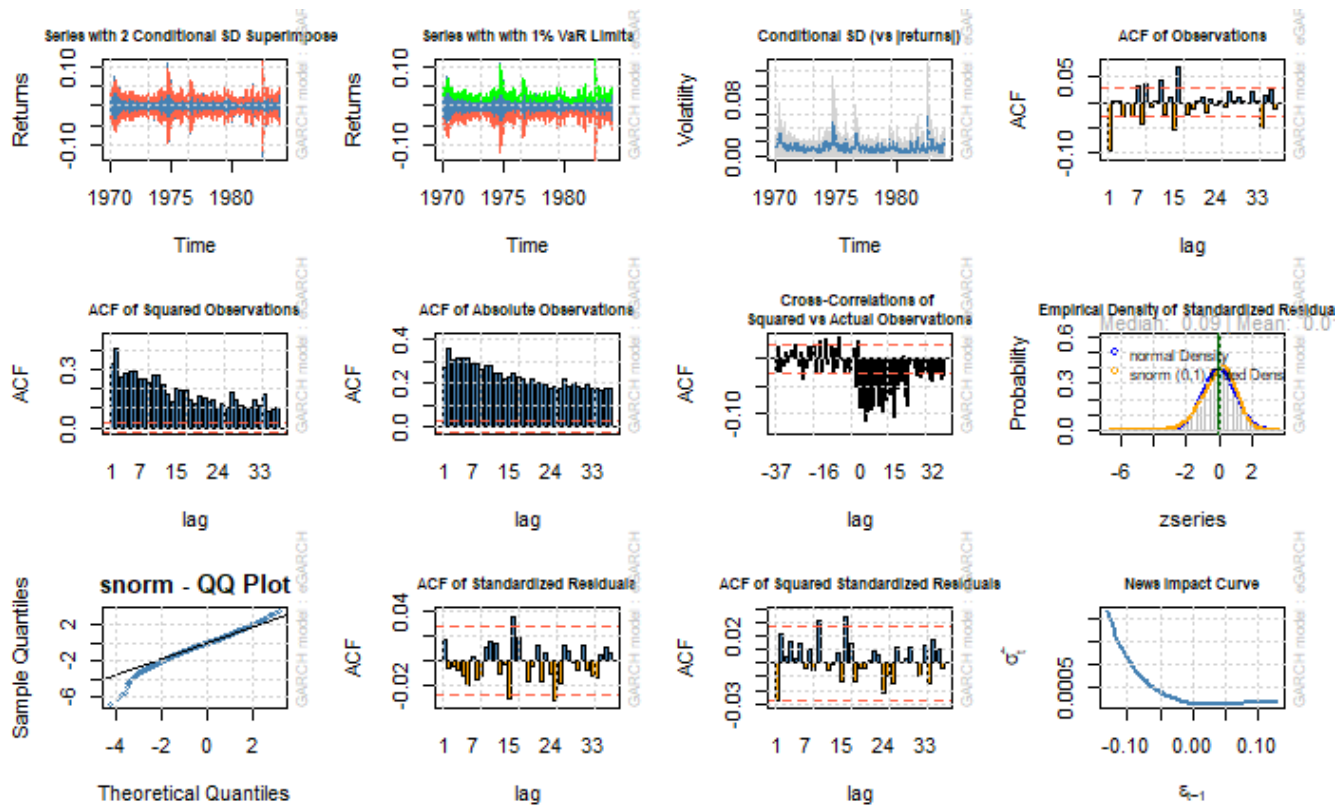 Series with 2 Conditional SD Superimpose
Returns
0.10
-0.10
1970 1975 1980
Time
GARCH model : eGARCH
Series with with 1% VaR Limits
Returns
0.10
-0.10
1970 1975 1980
Time
GARCH model : eGARCH
Conditional SD (vs |returns|)
Volatility
0.08
0.00
1970 1975 1980
Time
GARCH model : eGARCH
ACF of Observations
ACF
0.05
-0.10
1 7 15 24 33
lag
GARCH model : eGARCH
ACF of Squared Observations
ACF
0.3
0.0
1 7 15 24 33
lag
GARCH model : eGARCH
ACF of Absolute Observations
ACF
0.4
0.2
0.0
1 7 15 24 33
lag
GARCH model : eGARCH
Cross-Correlations of
Squared vs Actual Observations
-0.10
-37 -16 0 15 32
lag
GARCH model : eGARCH
Empirical Density of Standardized Residua
Median: 0.09 | Mean: 0.0
Probability
0.6
0.3
0.0
normal Density
snorm (0,1) Fitted Dens
-6 -2 0 2
zseries
snorm - QQ Plot
Sample Quantiles
2
-2
-6
-4 -2 0 2
Theoretical Quantiles
GARCH model : eGARCH
ACF of Standardized Residuals
ACF
0.04
-0.02
1 7 15 24 33
lag
GARCH model : eGARCH
ACF of Squared Standardized Residuals
ACF
0.02
-0.03
1 7 15 24 33
lag
GARCH model : eGARCH
News Impact Curve
0.0005
-0.10 0.00 0.10
εt−1
GARCH model : eGARCH